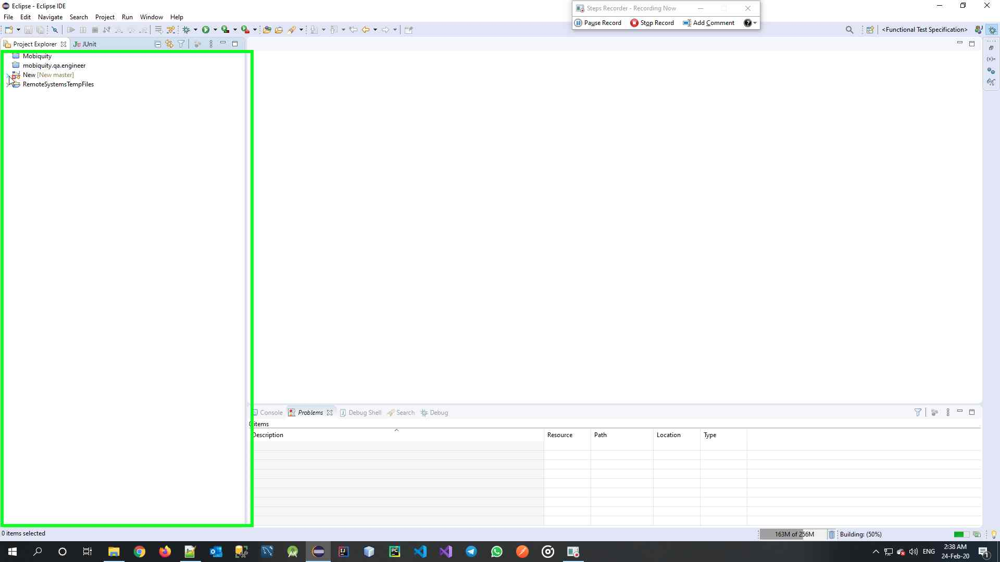 Eclipse - Eclipse IDE
Steps Recorder - Recording Now
File Edit Navigate Search Project Run Window Help
Pause Record Stop Record Add Comment
<Functional Test Specification>
Project Explorer JUnit
Mobiquity
mobiquity.qa.engineer
New [New master]
RemoteSystemsTempFiles
(x)=
Console Problems Debug Shell Search Debug
0 items
Description Resource Path Location Type
0 items selected
163M of 256M
Building: (50%)
ENG
2:38 AM
24-Feb-20